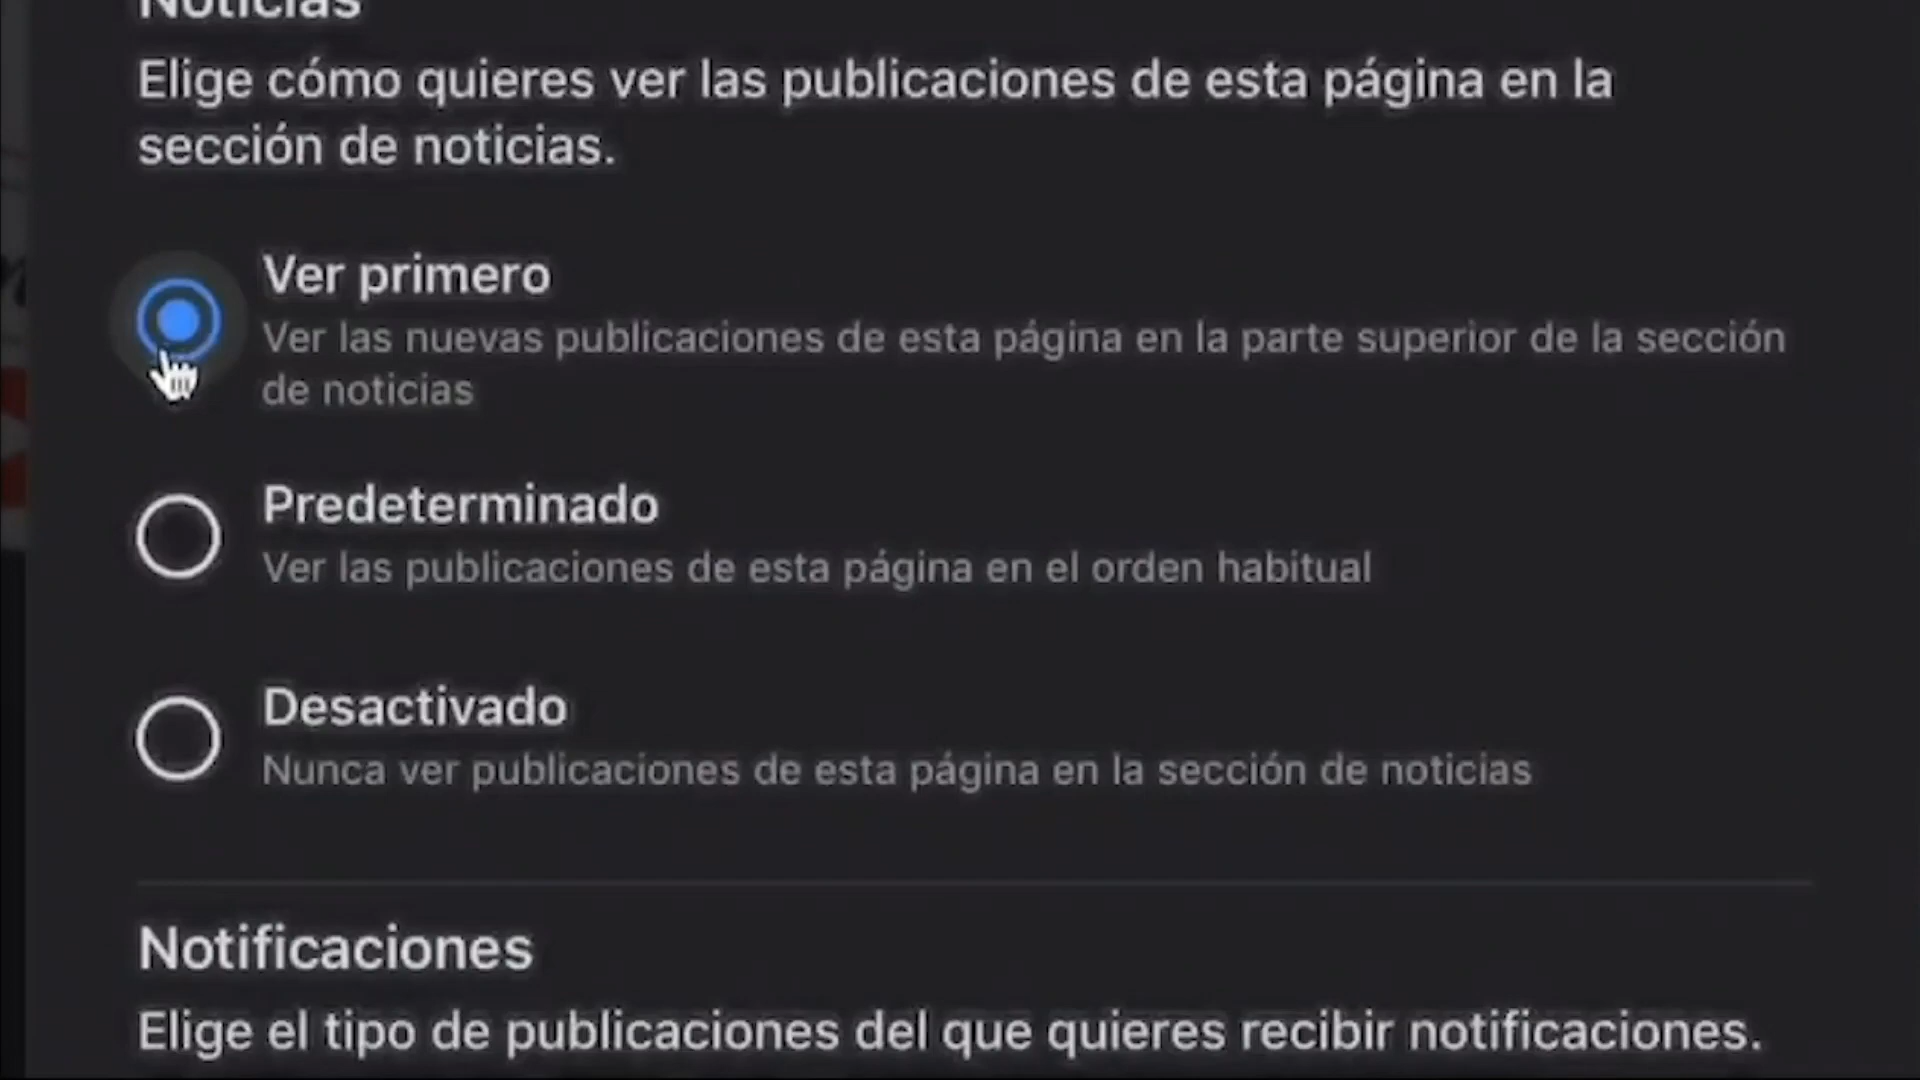 Noticias
Elige cómo quieres ver las publicaciones de esta página en la
sección de noticias.
Ver primero
Ver las nuevas publicaciones de esta página en la parte superior de la sección
de noticias
Predeterminado
Ver las publicaciones de esta página en el orden habitual
Desactivado
Nunca ver publicaciones de esta página en la sección de noticias
Notificaciones
Elige el tipo de publicaciones del que quieres recibir notificaciones.